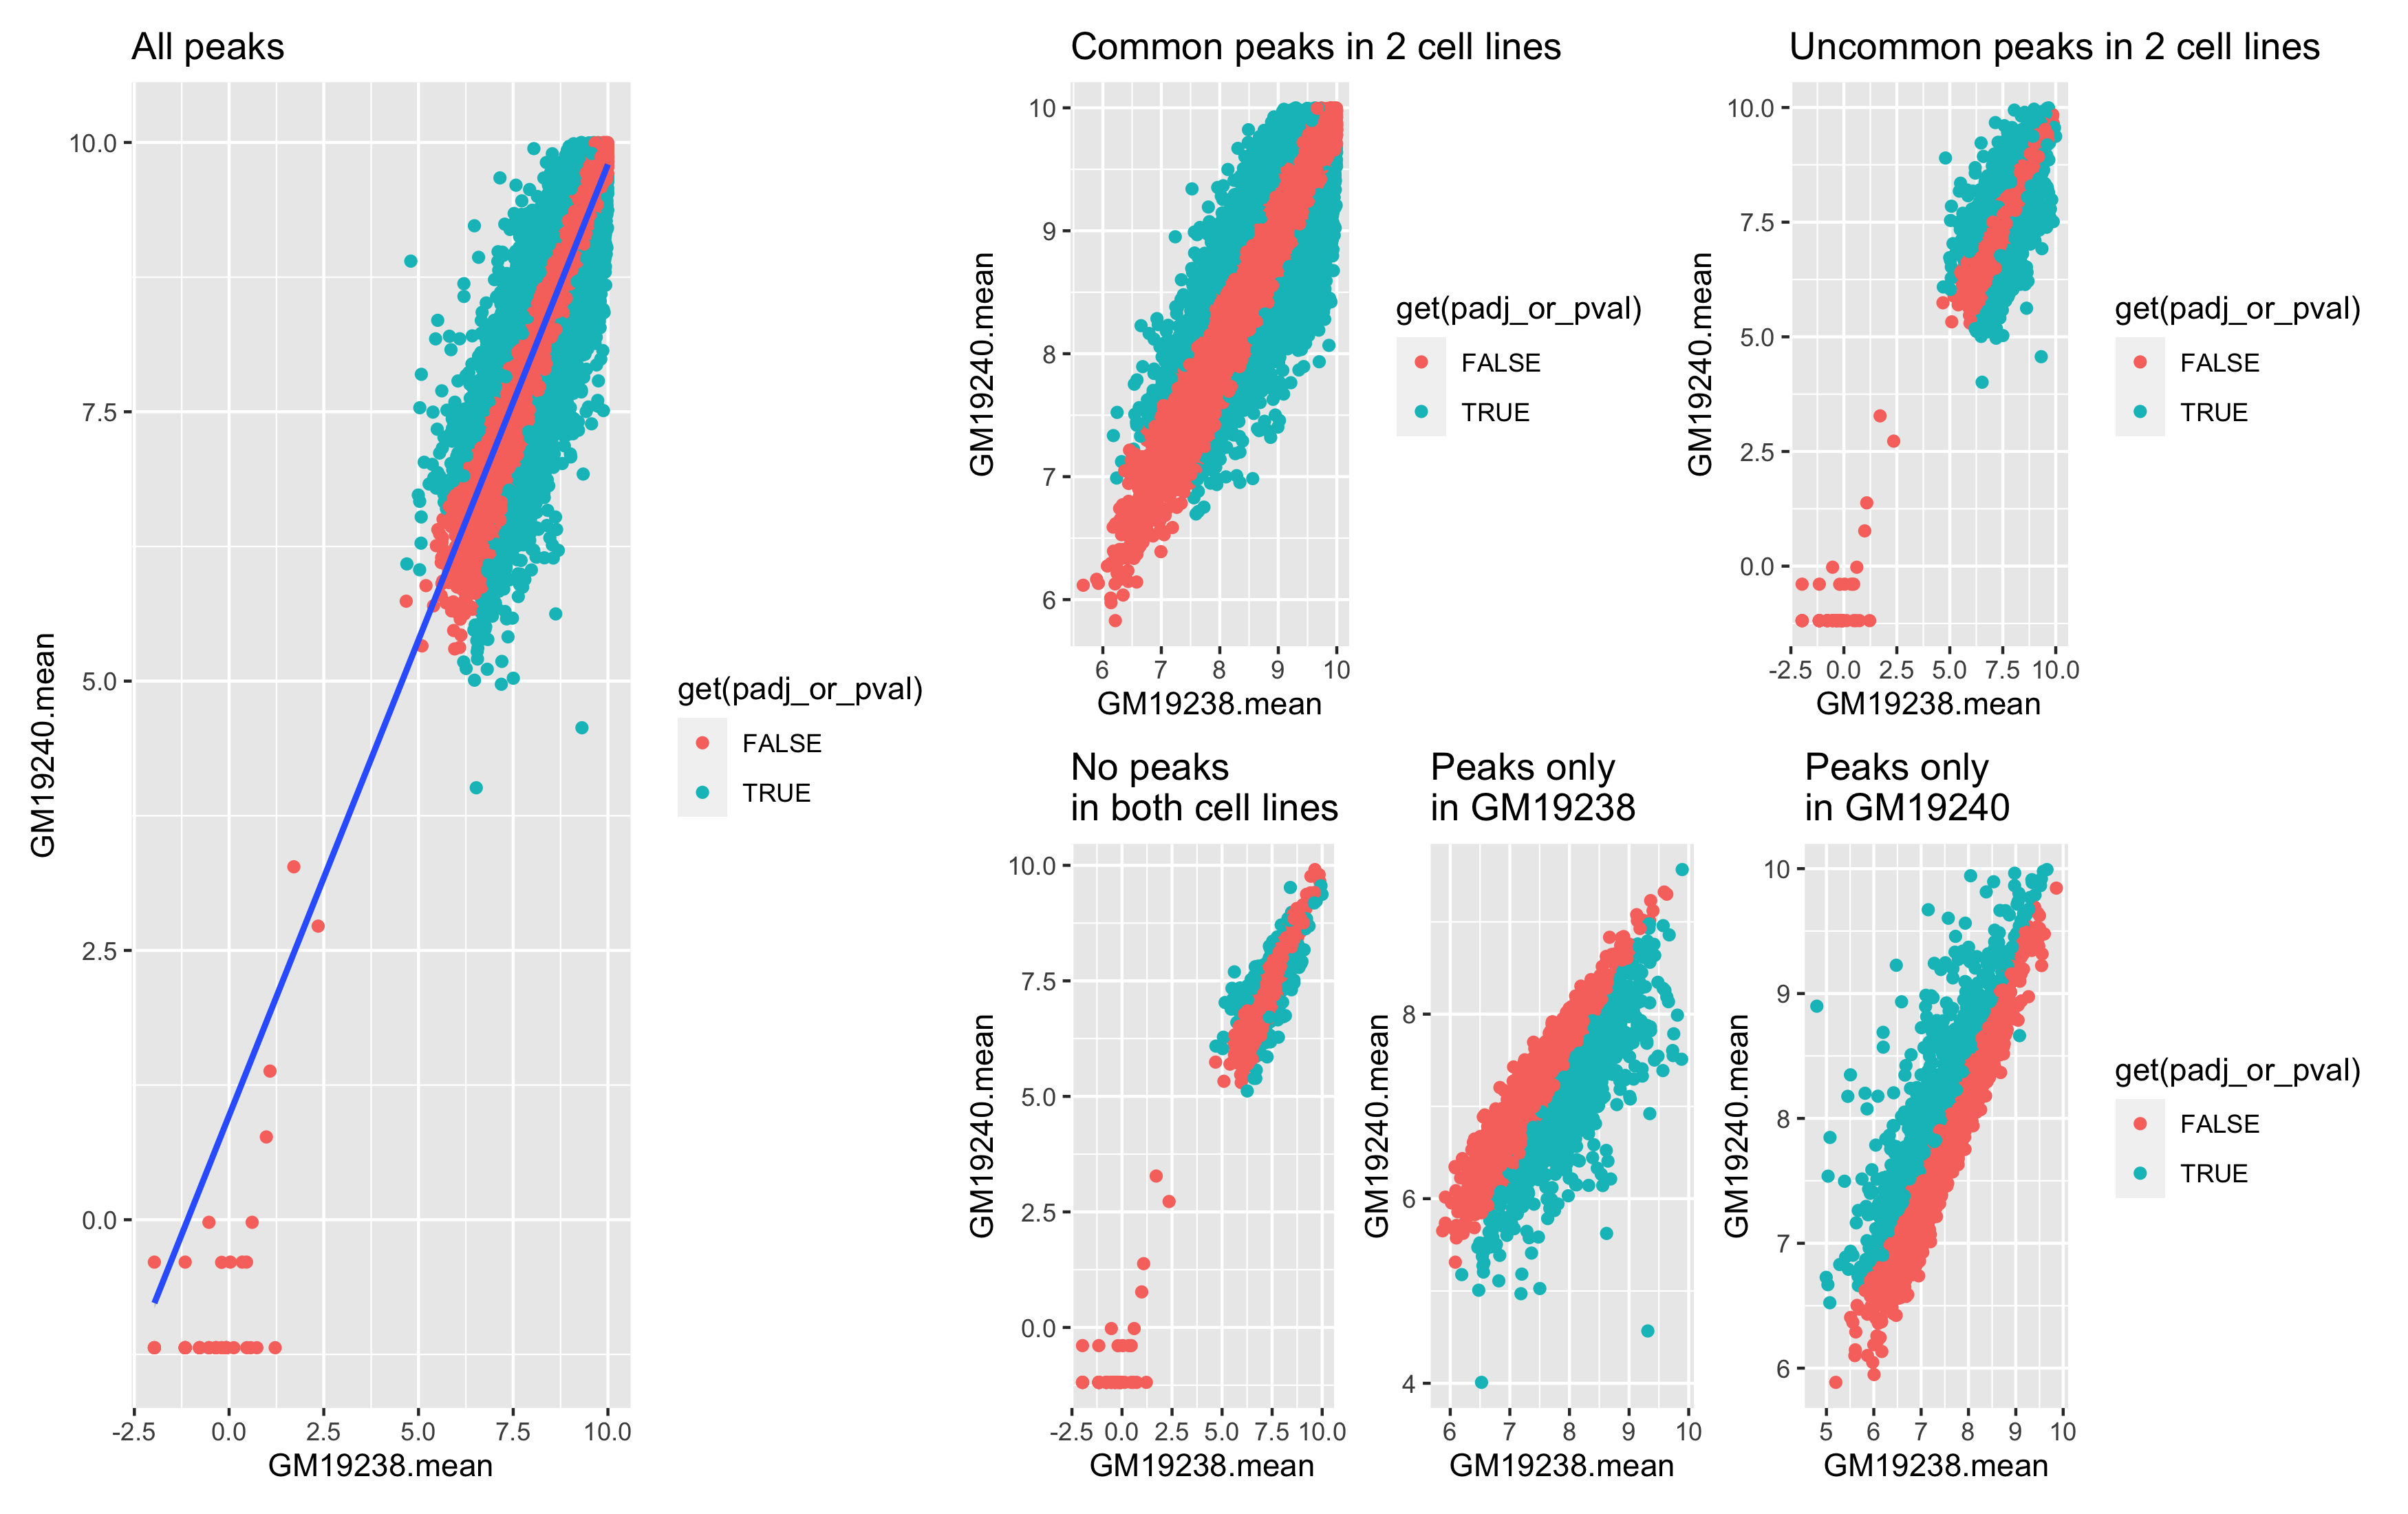 All peaks
10.0
7.5
5.0
2.5
0.0
GM19240.mean
-2.5 0.0 2.5 5.0 7.5 10.0
GM19238.mean
get(padj_or_pval)
FALSE
TRUE
Common peaks in 2 cell lines
10
9
8
7
6
GM19240.mean
6 7 8 9 10
GM19238.mean
get(padj_or_pval)
FALSE
TRUE
Uncommon peaks in 2 cell lines
10.0
7.5
5.0
2.5
0.0
GM19240.mean
-2.5 0.0 2.5 5.0 7.5 10.0
GM19238.mean
get(padj_or_pval)
FALSE
TRUE
No peaks
in both cell lines
10.0
7.5
5.0
2.5
0.0
GM19240.mean
-2.5 0.0 2.5 5.0 7.5 10.0
GM19238.mean
Peaks only
in GM19238
8
6
4
GM19240.mean
6 7 8 9 10
GM19238.mean
Peaks only
in GM19240
10
9
8
7
6
GM19240.mean
5 6 7 8 9 10
GM19238.mean
get(padj_or_pval)
FALSE
TRUE